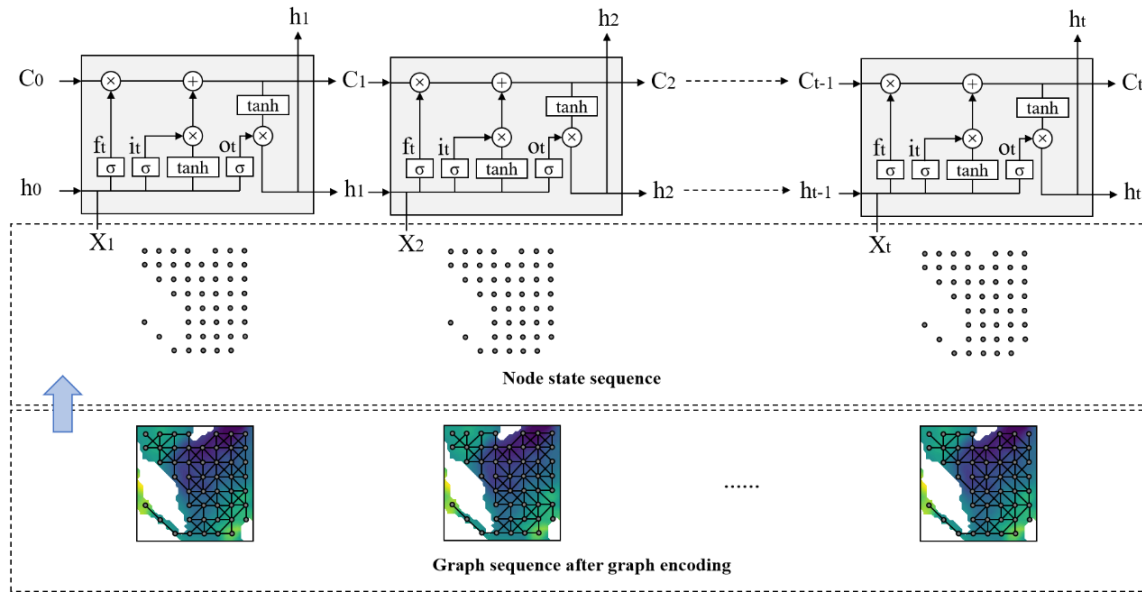 h1 h2 ht
C0 × + C1 × + C2 Ct-1 × + Ct
tanh tanh tanh
ft it × ot × ft it × ot × ft it × ot ×
σ σ tanh σ σ σ tanh σ σ σ tanh σ
h0 h1 h2 ht-1 ht
X1 X2 Xt
Node state sequence
......
Graph sequence after graph encoding